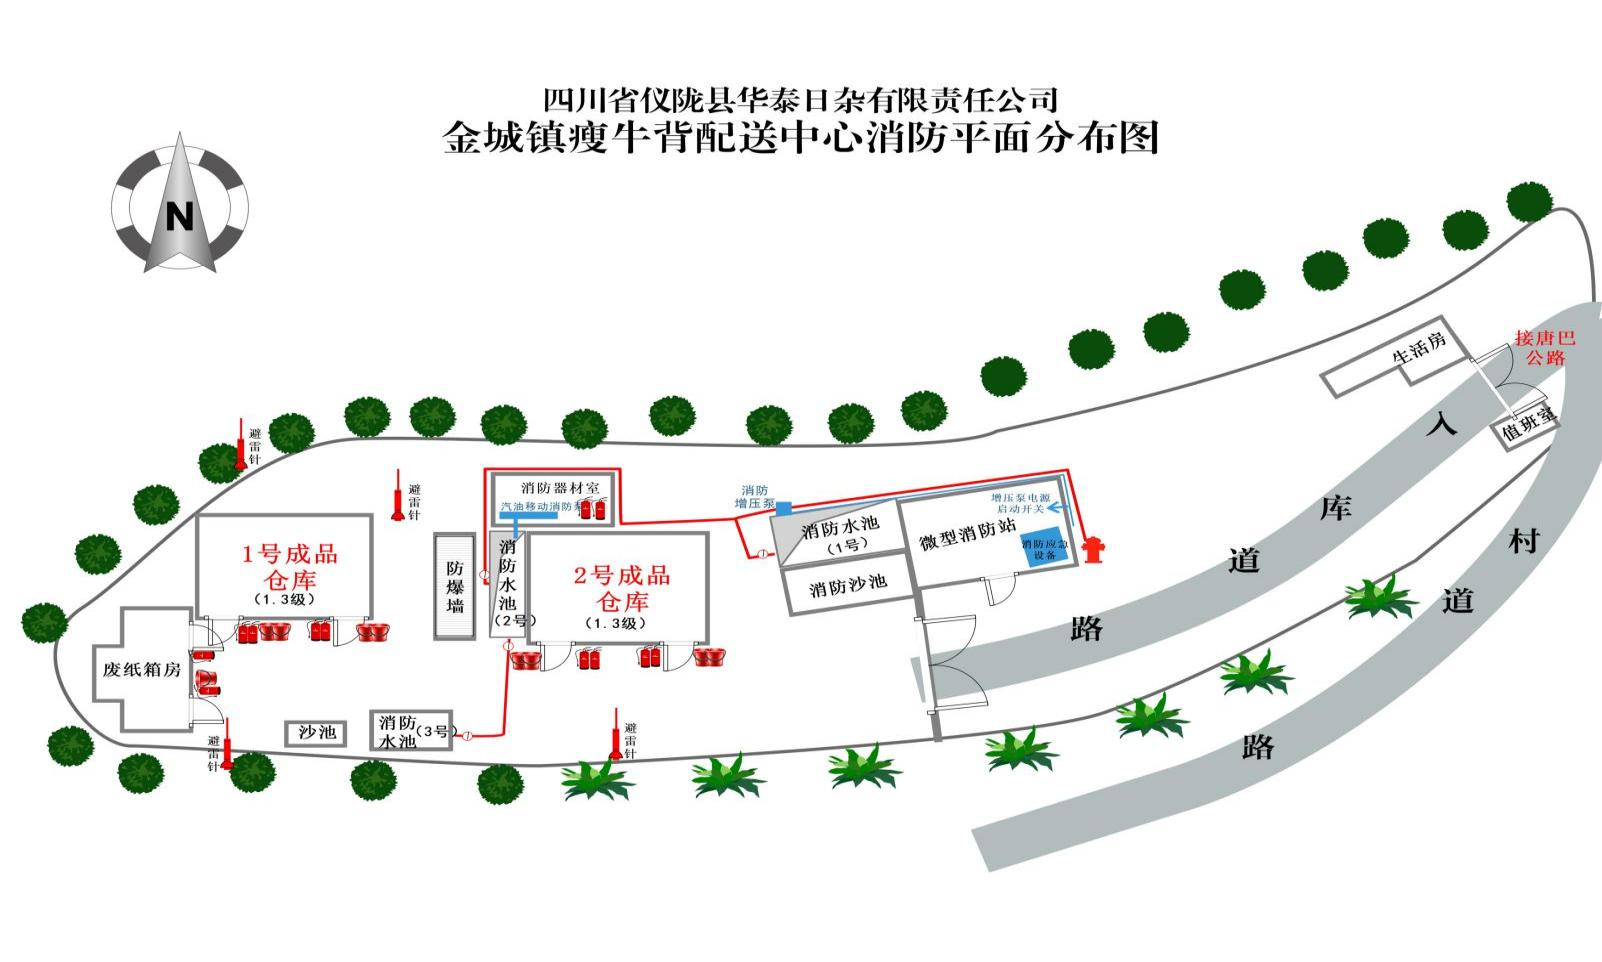 四川省仪陇县华泰日杂有限责任公司
金城镇瘦牛背配送中心消防平面分布图
N
接唐巴
公路
生活房
值班室
入
库
道
路
村
道
路
避雷针
避雷针
消防器材室
汽油移动消防泵
消防
增压泵
增压泵电源
启动开关
消防水池
(1号)
微型消防站
消防应急
设备
消防沙池
1号成品
仓库
(1.3级)
防爆墙
消防水池
(2号)
2号成品
仓库
(1.3级)
废纸箱房
沙池
消防
水池
(3号)
避雷针
避雷针